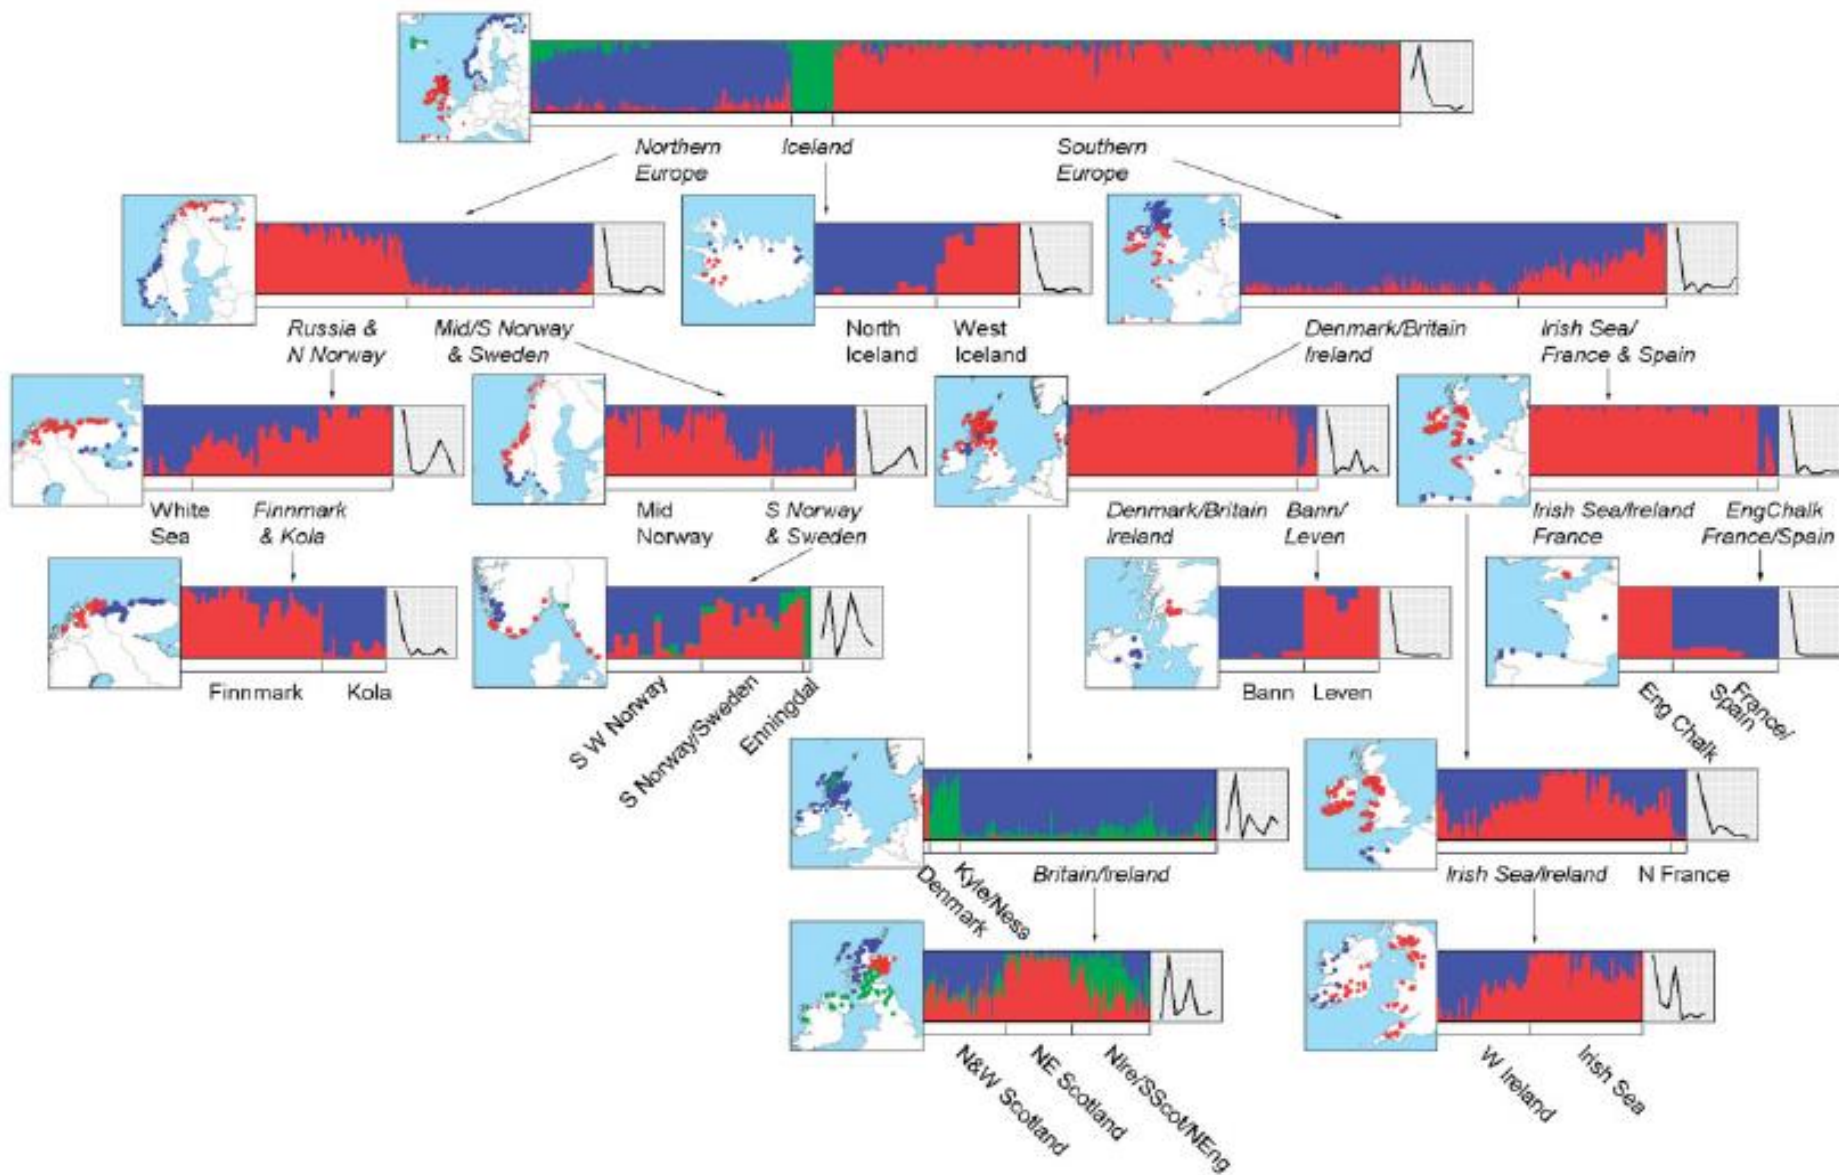 Northern
Europe
Iceland
Southern
Europe
Russia &
N Norway
Mid/S Norway
& Sweden
North
Iceland
West
Iceland
Denmark/Britain
Ireland
Irish Sea/
France & Spain
White
Sea
Finnmark
& Kola
Mid
Norway
S Norway
& Sweden
Denmark/Britain
Ireland
Bann/
Leven
Irish Sea/Ireland
France
EngChalk
France/Spain
Finnmark
Kola
S W Norway
S Norway/Sweden
Enningdal
Bann
Leven
Eng Chalk
France/
Spain
Denmark
Kyle/Ness
Britain/Ireland
Irish Sea/Ireland
N France
N&W Scotland
NE Scotland
NIre/SScot/NEng
W Ireland
Irish Sea